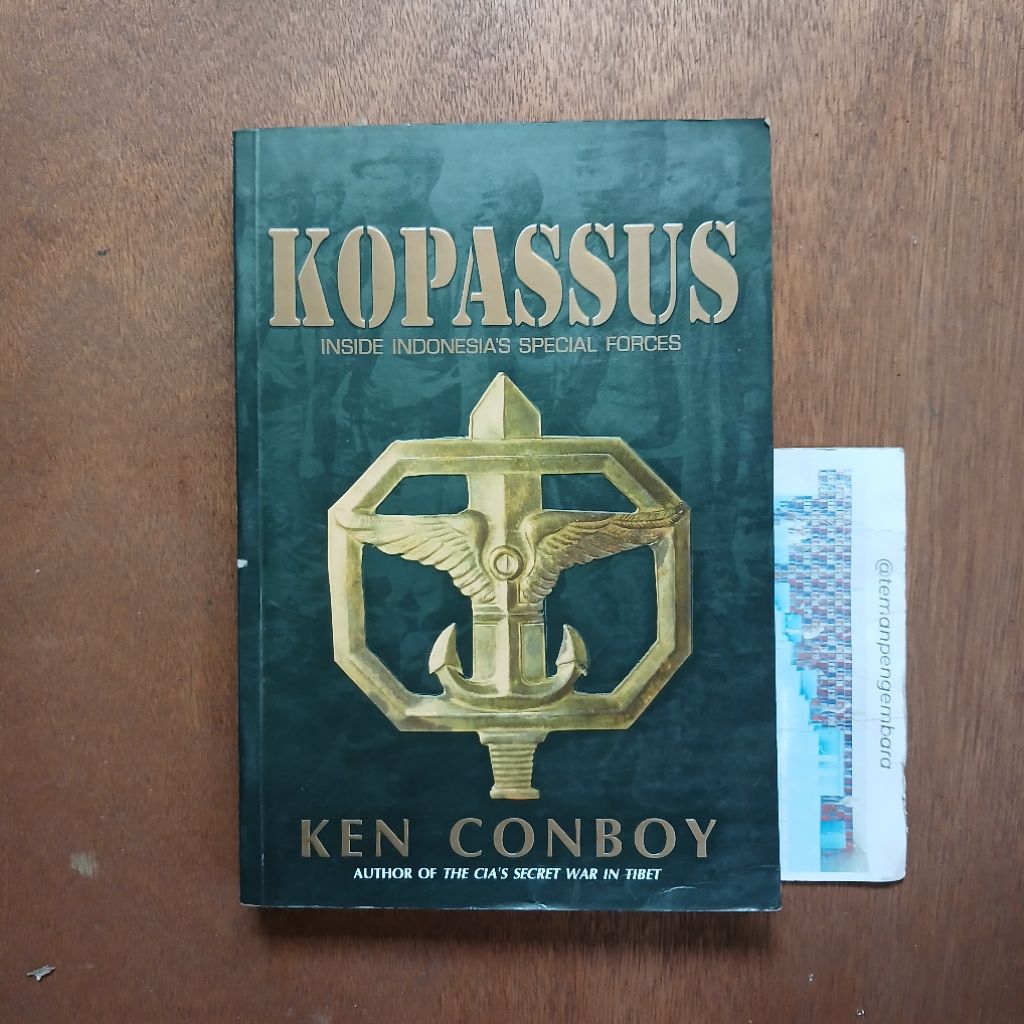 KOPASSUS
INSIDE INDONESIA'S SPECIAL FORCES
KEN CONBOY
AUTHOR OF THE CIA'S SECRET WAR IN TIBET
@temanpengembara